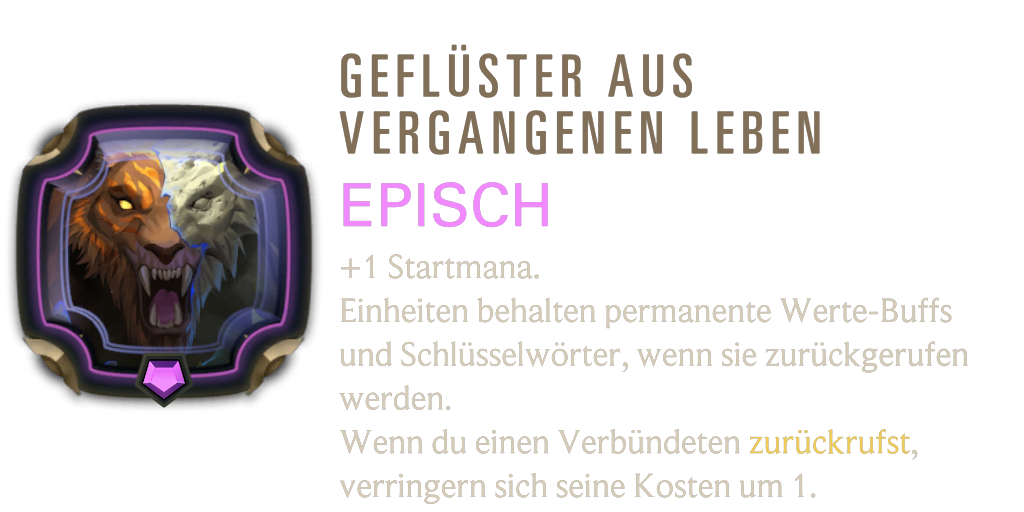 GEFLÜSTER AUS
VERGANGENEN LEBEN
EPISCH
+1 Startmana.
Einheiten behalten permanente Werte-Buffs
und Schlüsselwörter, wenn sie zurückgerufen
werden.
Wenn du einen Verbündeten zurückrufst,
verringern sich seine Kosten um 1.